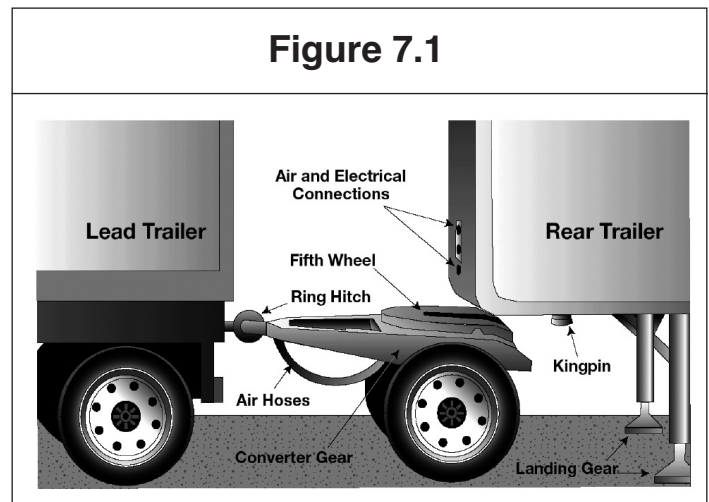 Figure 7.1
Air and Electrical
Connections
Lead Trailer
Rear Trailer
Fifth Wheel
Ring Hitch
Kingpin
Air Hoses
Converter Gear
Landing Gear